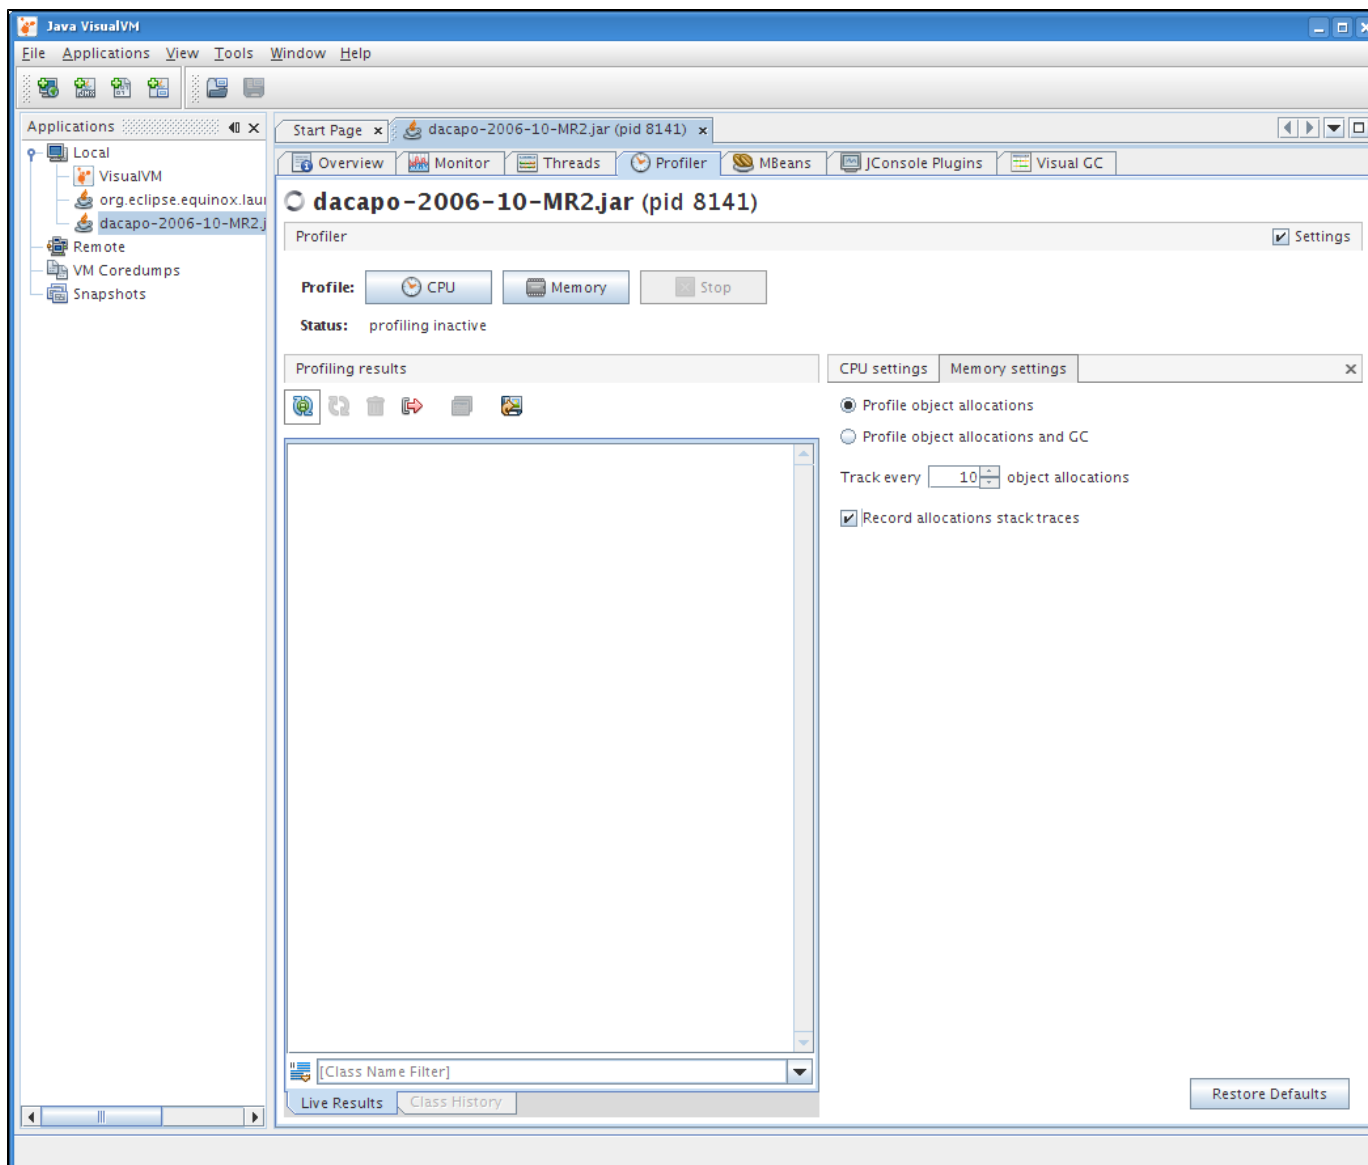 Java VisualVM
File Applications View Tools Window Help
Applications
Local
VisualVM
org.eclipse.equinox.lau
dacapo-2006-10-MR2.j
Remote
VM Coredumps
Snapshots
Start Page
dacapo-2006-10-MR2.jar (pid 8141)
Overview Monitor Threads Profiler MBeans JConsole Plugins Visual GC
dacapo-2006-10-MR2.jar (pid 8141)
Profiler Settings
Profile: CPU Memory Stop
Status: profiling inactive
Profiling results
CPU settings Memory settings
Profile object allocations
Profile object allocations and GC
Track every 10 object allocations
Record allocations stack traces
[Class Name Filter]
Live Results Class History
Restore Defaults